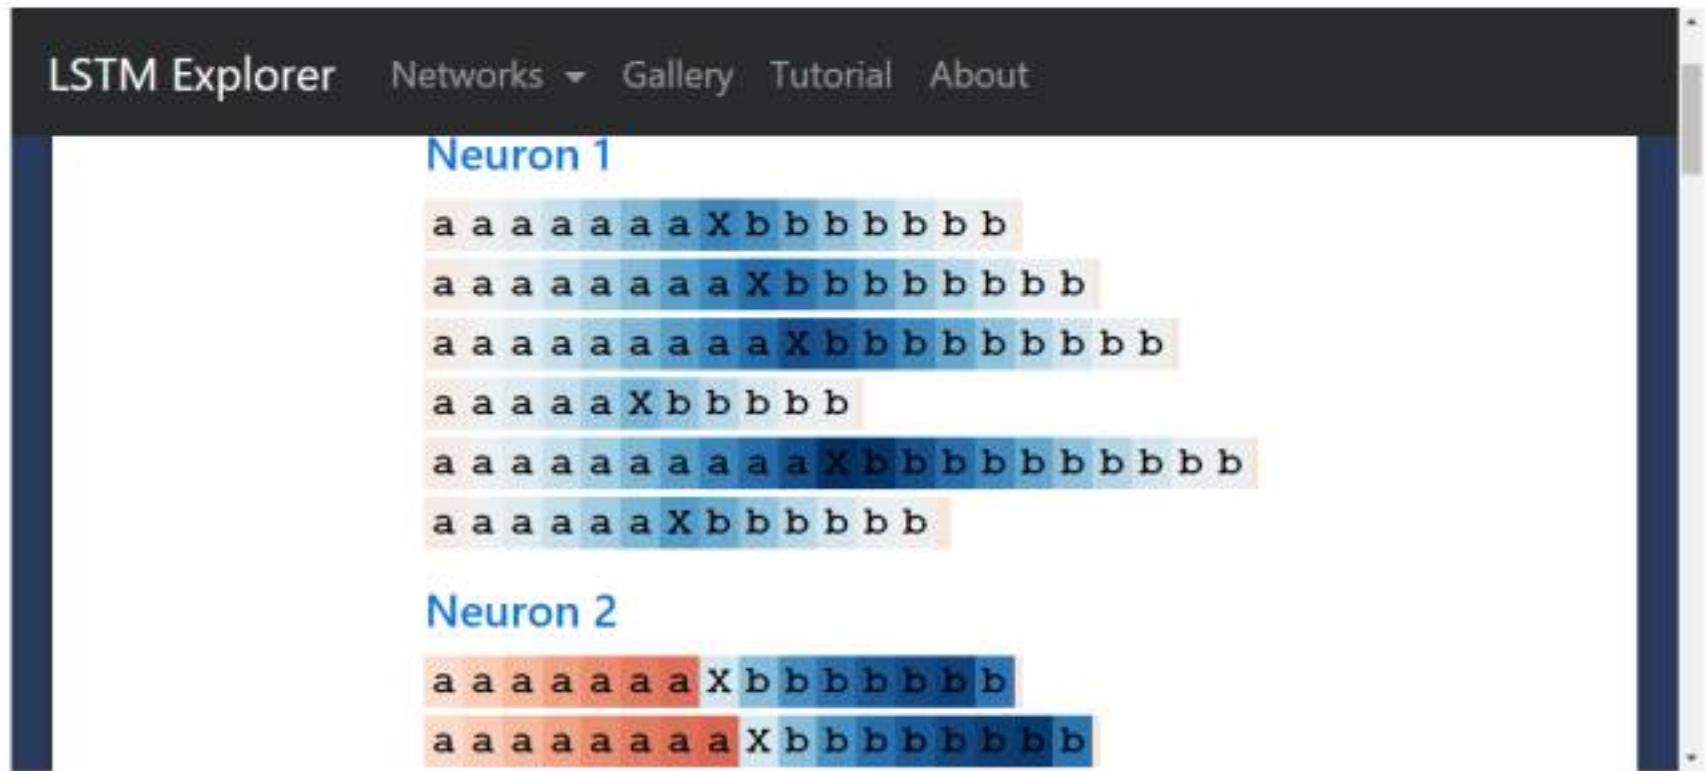 LSTM Explorer Networks Gallery Tutorial About
Neuron 1
a a a a a a a X b b b b b b b
a a a a a a a a X b b b b b b b b
a a a a a a a a a X b b b b b b b b b
a a a a a X b b b b b
a a a a a a a a a a X b b b b b b b b b b
a a a a a a X b b b b b b
Neuron 2
a a a a a a a X b b b b b b b
a a a a a a a a X b b b b b b b b